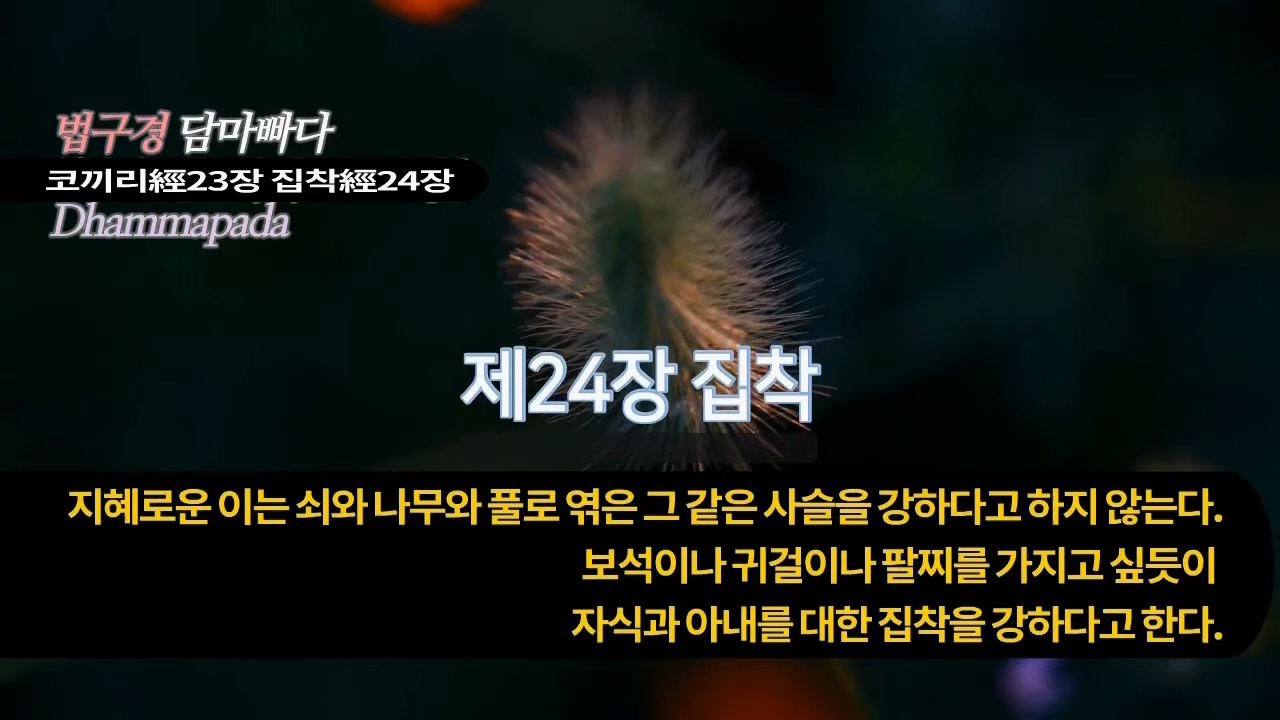 법구경 담마빠다
코끼리經23장 집착經24장
Dhammapada
제24장 집착
지혜로운 이는 쇠와 나무와 풀로 엮은 그 같은 사슬을 강하다고 하지 않는다.
보석이나 귀걸이나 팔찌를 가지고 싶듯이
자식과 아내를 대한 집착을 강하다고 한다.